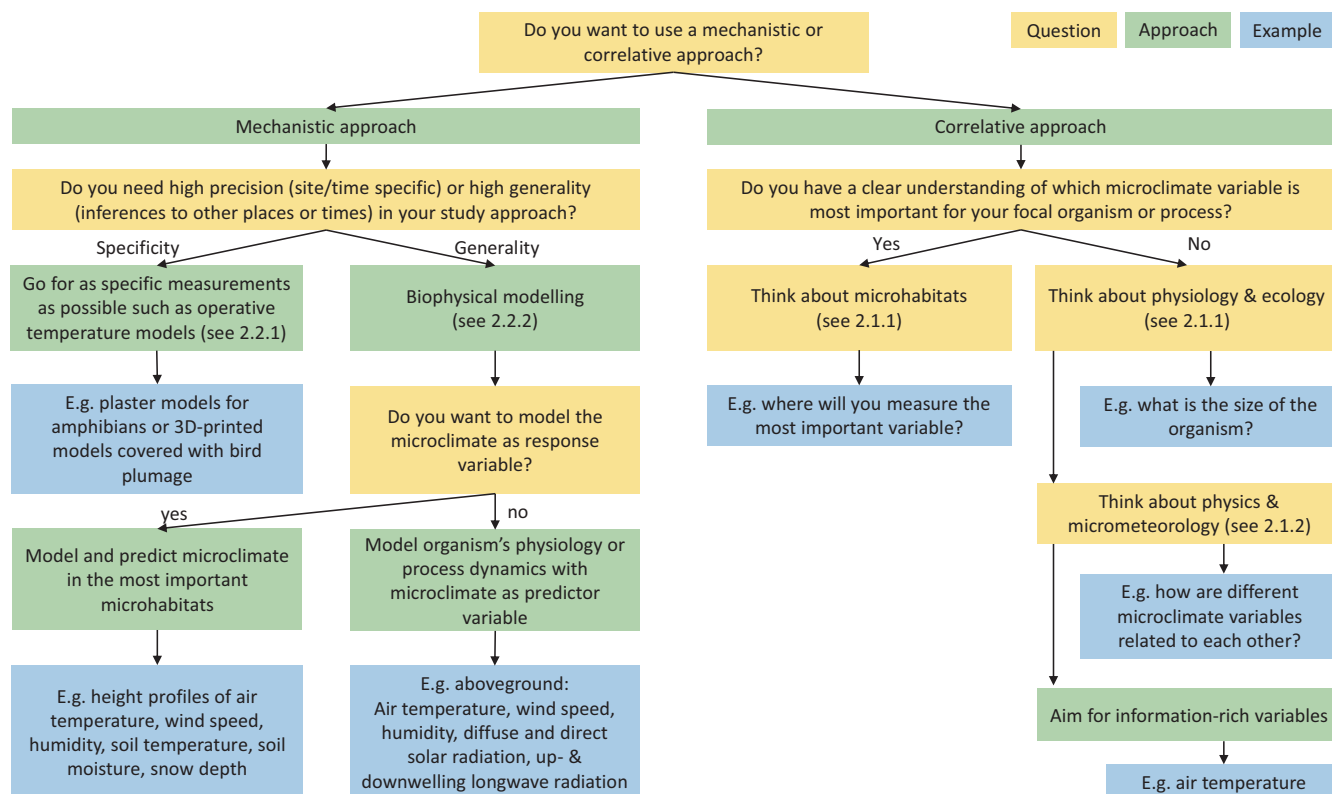 Do you want to use a mechanistic or
correlative approach?
Question
Approach
Example
Mechanistic approach
Correlative approach
Do you need high precision (site/time specific) or high generality
(inferences to other places or times) in your study approach?
Do you have a clear understanding of which microclimate variable is
most important for your focal organism or process?
Specificity
Generality
Yes
No
Go for as specific measurements
as possible such as operative
temperature models (see 2.2.1)
Biophysical modelling
(see 2.2.2)
Think about microhabitats
(see 2.1.1)
Think about physiology & ecology
(see 2.1.1)
E.g. plaster models for
amphibians or 3D-printed
models covered with bird
plumage
Do you want to model the
microclimate as response
variable?
E.g. where will you measure the
most important variable?
E.g. what is the size of the
organism?
yes
no
Think about physics &
micrometeorology (see 2.1.2)
Model and predict microclimate
in the most important
microhabitats
Model organism's physiology or
process dynamics with
microclimate as predictor
variable
E.g. how are different
microclimate variables
related to each other?
E.g. height profiles of air
temperature, wind speed,
humidity, soil temperature, soil
moisture, snow depth
E.g. aboveground:
Air temperature, wind speed,
humidity, diffuse and direct
solar radiation, up- &
downwelling longwave radiation
Aim for information-rich variables
E.g. air temperature